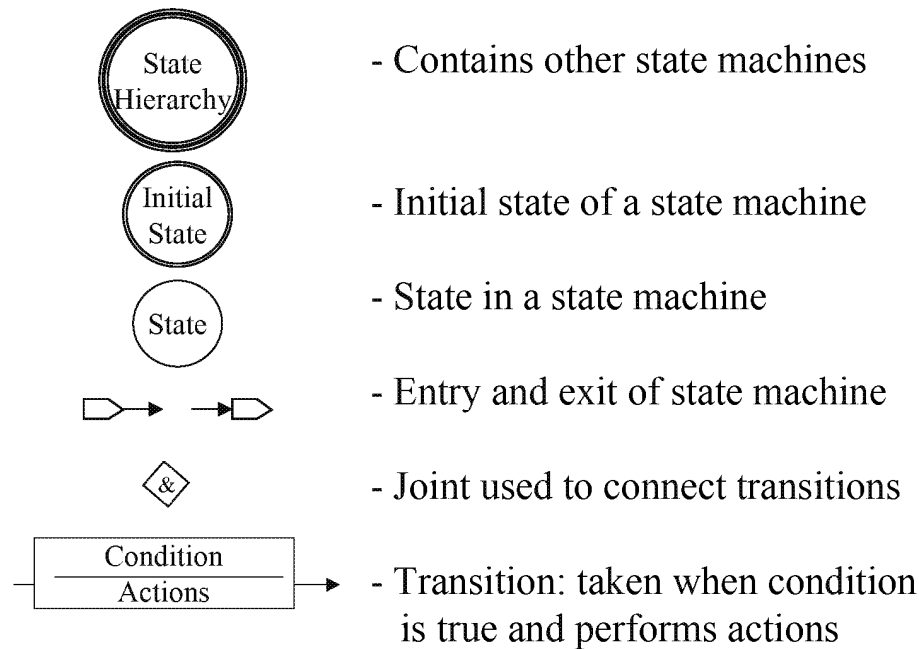 State
Hierarchy
- Contains other state machines
Initial
State
- Initial state of a state machine
State
- State in a state machine
- Entry and exit of state machine
&
- Joint used to connect transitions
Condition
Actions
- Transition: taken when condition
is true and performs actions